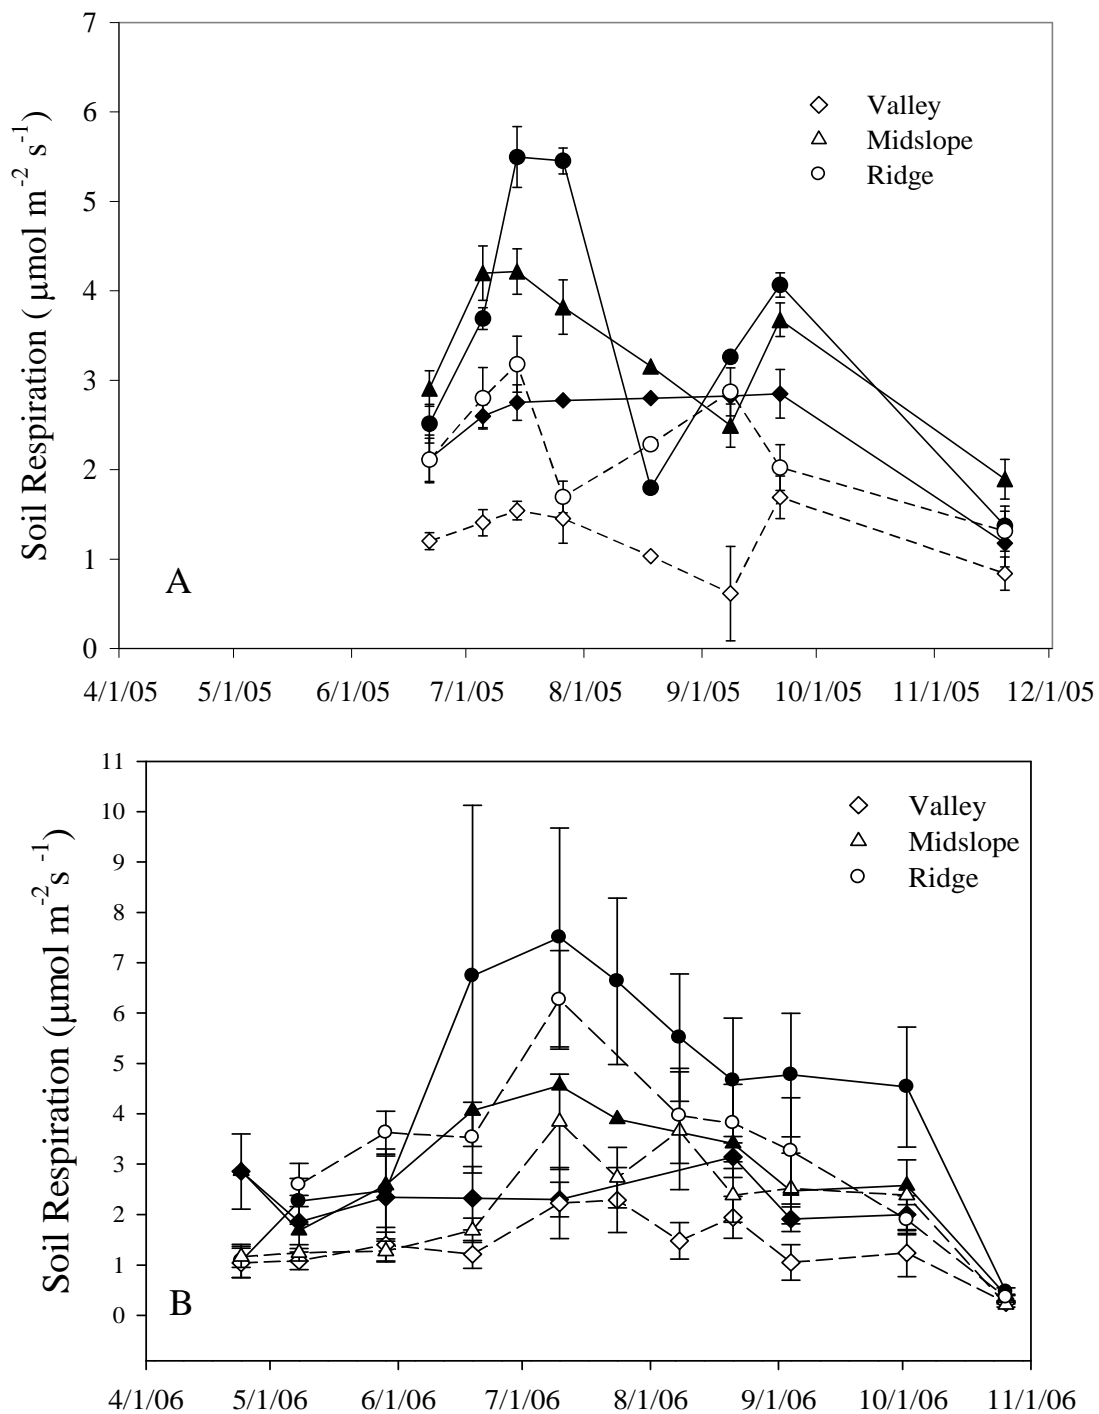 7
6
5
4
3
2
1
0
Soil Respiration ( µmol m-2 s-1)
Valley
Midslope
Ridge
A
4/1/05 5/1/05 6/1/05 7/1/05 8/1/05 9/1/05 10/1/05 11/1/05 12/1/05
11
10
9
8
7
6
5
4
3
2
1
0
Soil Respiration (µmol m-2s -1)
Valley
Midslope
Ridge
B
4/1/06 5/1/06 6/1/06 7/1/06 8/1/06 9/1/06 10/1/06 11/1/06